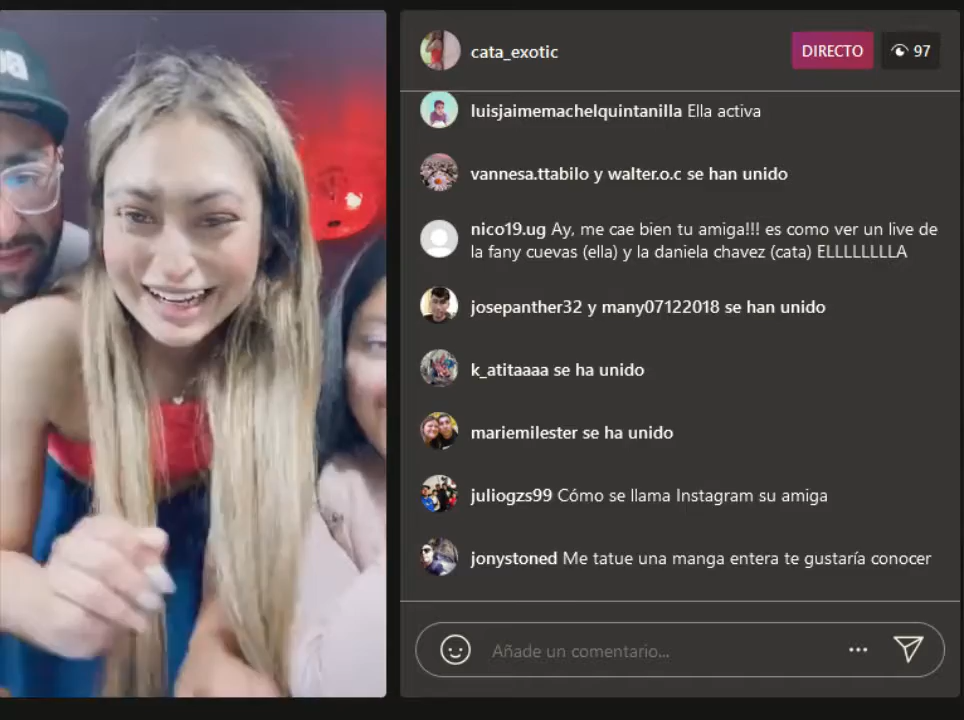 cata_exotic
DIRECTO
97
luisjaimemachelquintanilla Ella activa
vannesa.ttabilo y walter.o.c se han unido
nico19.ug Ay, me cae bien tu amiga!!! es como ver un live de
la fany cuevas (ella) y la daniela chavez (cata) ELLLLLLLLA
josepanther32 y many07122018 se han unido
k_atitaaaa se ha unido
mariemilester se ha unido
juliogzs99 Cómo se llama Instagram su amiga
jonystoned Me tatue una manga entera te gustaría conocer
Añade un comentario...